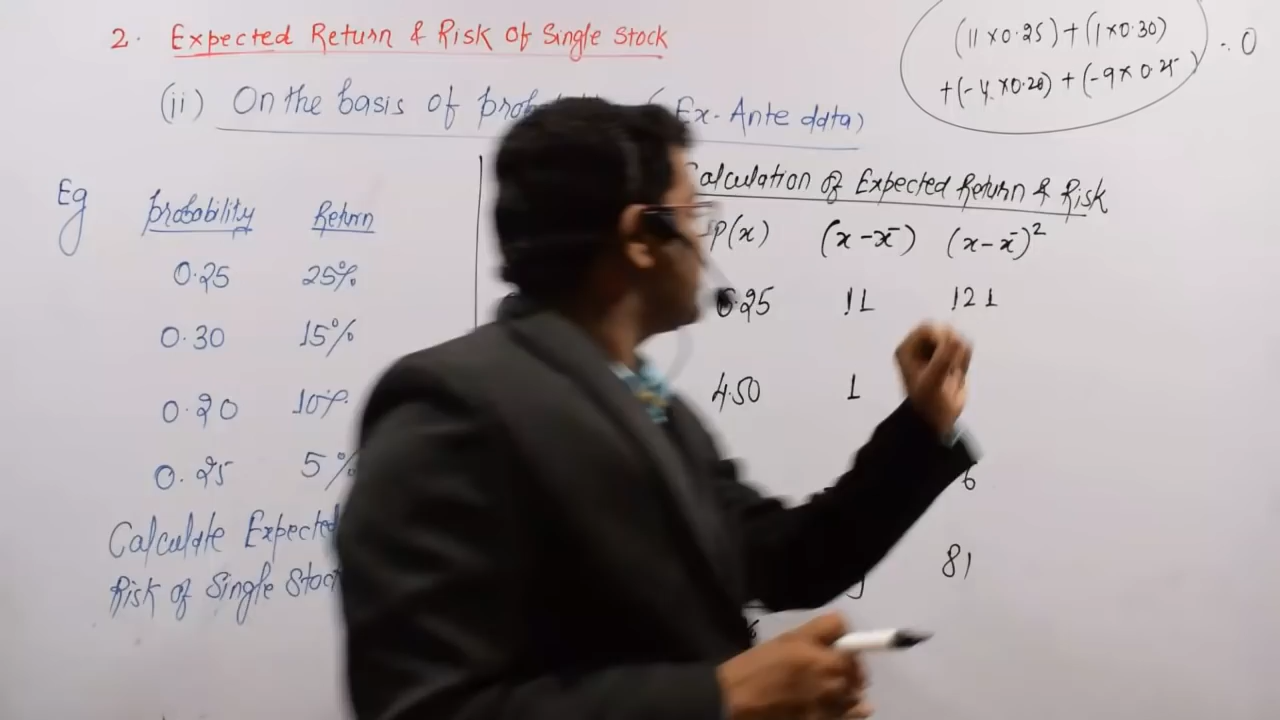 2. Expected Return & Risk of Single Stock
(11 x 0.25) + (1 x 0.30)
+ (-4 x 0.20) + (-9 x 0.25) = 0
(ii) On the basis of (Ex-Ante data)
Calculation of Expected Return & Risk
Eg
Probability Return P(x) (x-x̄) (x-x̄)²
0.25 25% 6.25 11 121
0.30 15% 4.50 1
0.20 10% 6
0.25 5% 81
Calculate Expected
Risk of Single Stock